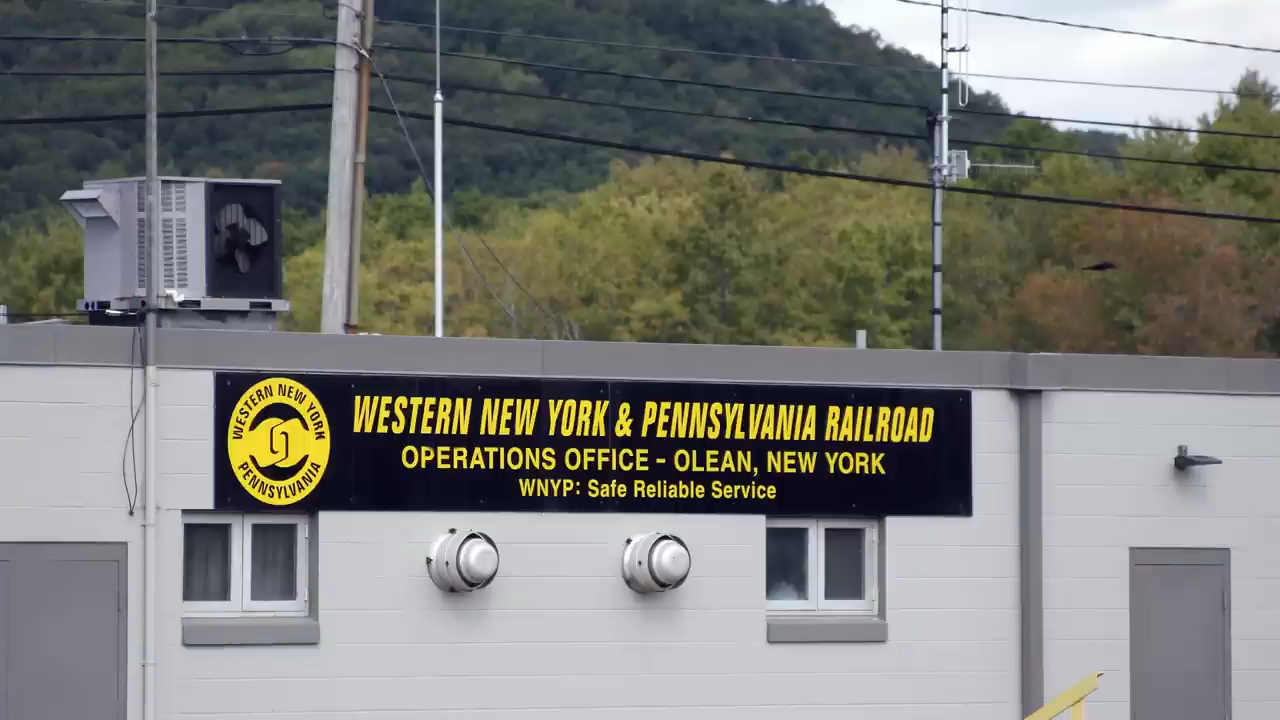 WESTERN NEW YORK
PENNSYLVANIA
WESTERN NEW YORK & PENNSYLVANIA RAILROAD
OPERATIONS OFFICE - OLEAN, NEW YORK
WNYP: Safe Reliable Service